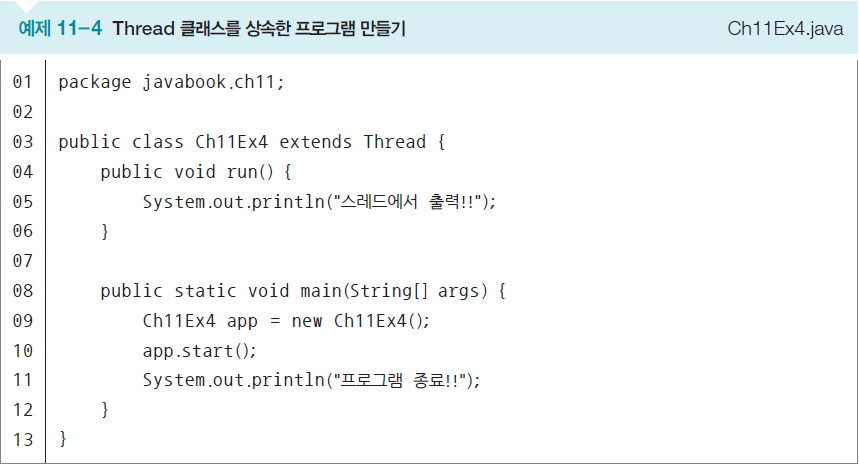 예제 11-4 Thread 클래스를 상속한 프로그램 만들기 Ch11Ex4.java
01 package javabook.ch11;
02
03 public class Ch11Ex4 extends Thread {
04     public void run() {
05         System.out.println("스레드에서 출력!!");
06     }
07
08     public static void main(String[] args) {
09         Ch11Ex4 app = new Ch11Ex4();
10         app.start();
11         System.out.println("프로그램 종료!!");
12     }
13 }